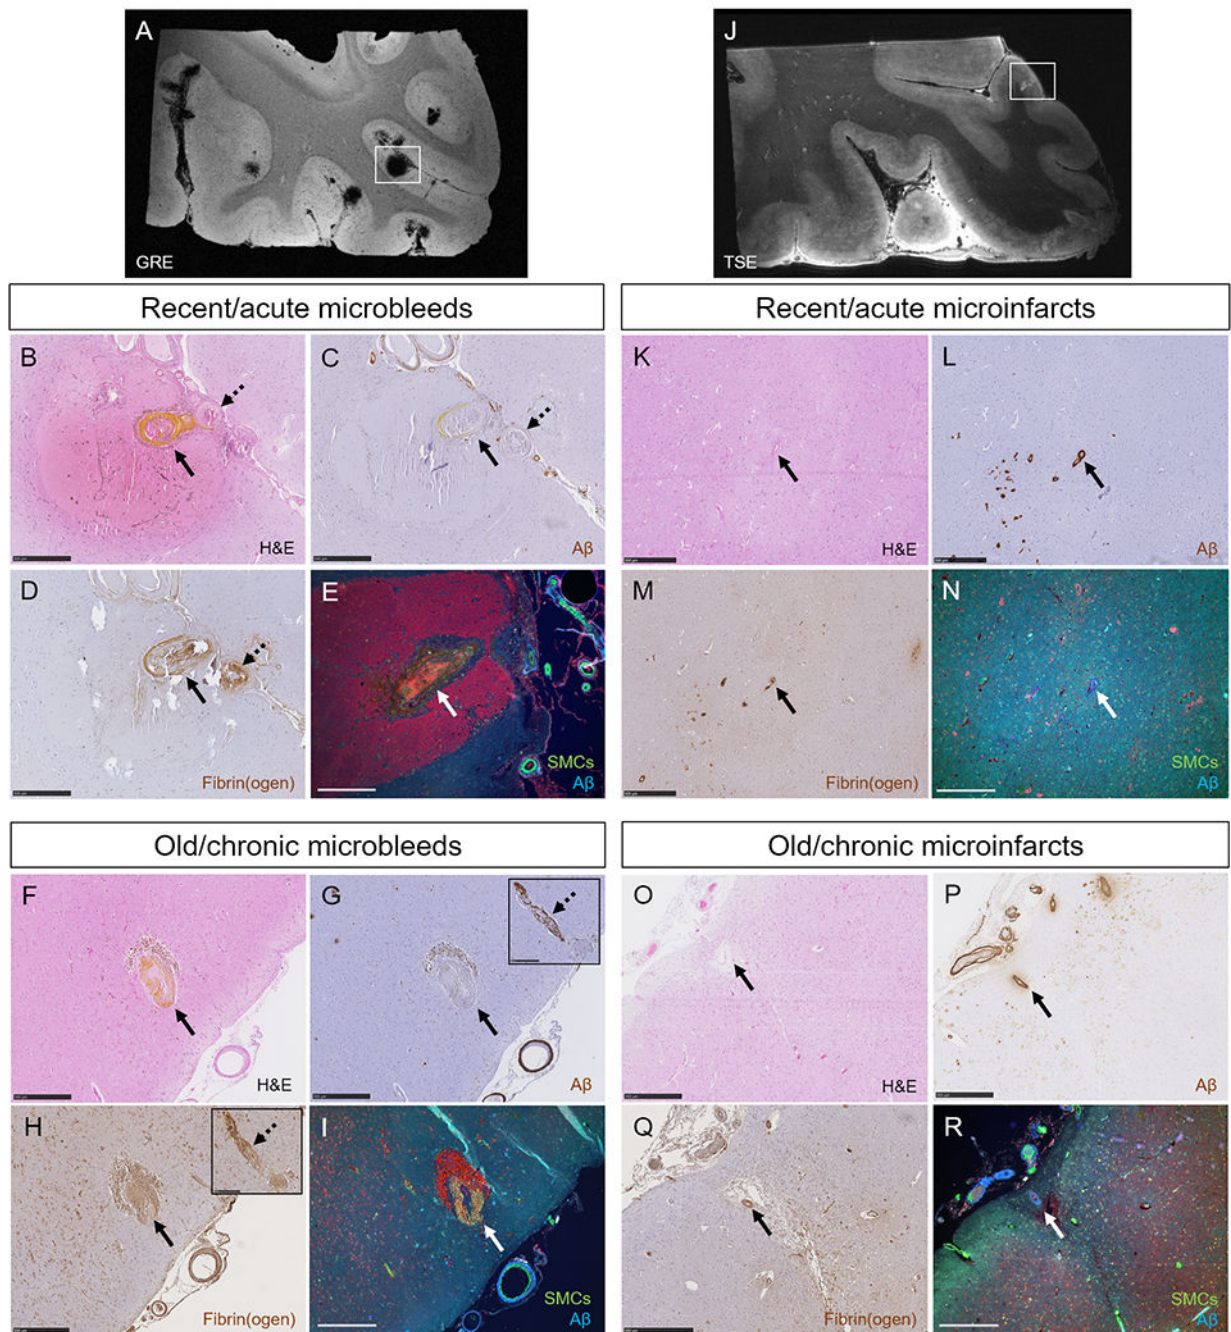 A
GRE
J
TSE
Recent/acute microbleeds
Recent/acute microinfarcts
B
H&E
C
Aβ
K
H&E
L
Aβ
D
Fibrin(ogen)
E
SMCs
Aβ
M
Fibrin(ogen)
N
SMCs
Aβ
Old/chronic microbleeds
Old/chronic microinfarcts
F
H&E
G
Aβ
O
H&E
P
Aβ
H
Fibrin(ogen)
I
SMCs
Aβ
Q
Fibrin(ogen)
R
SMCs
Aβ